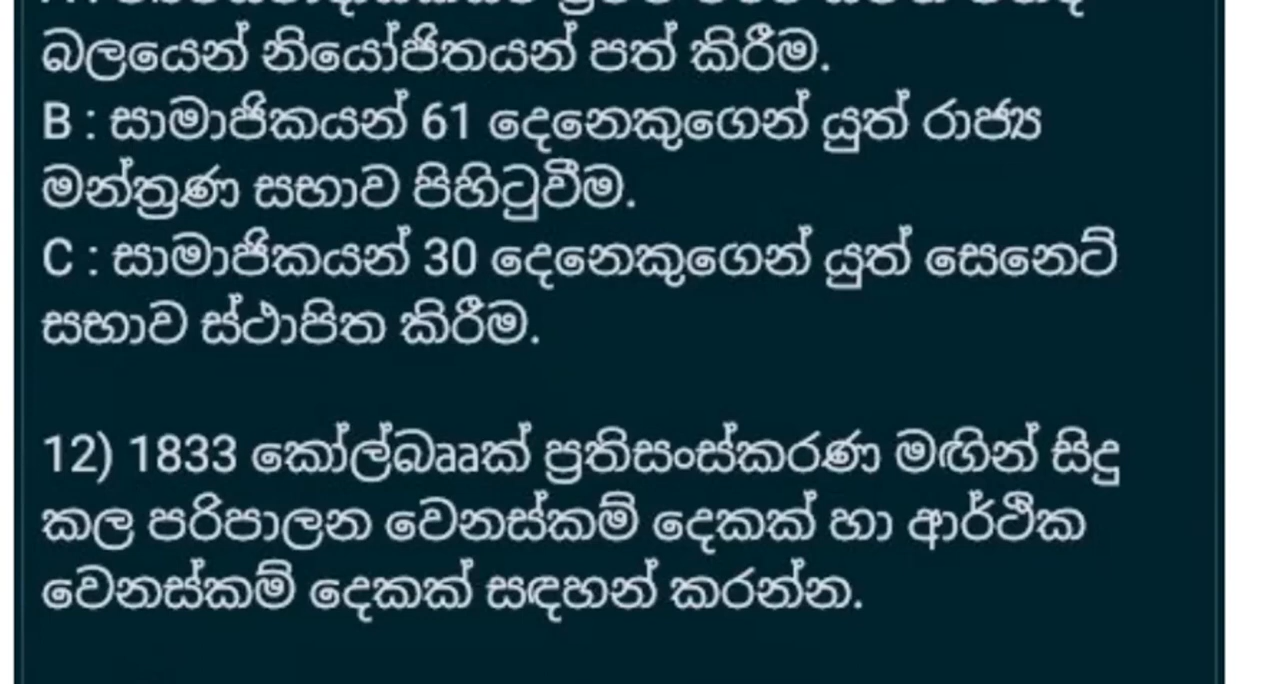 බලයෙන් නියෝජිතයන් පත් කිරීම.
B : සාමාජිකයන් 61 දෙනෙකුගෙන් යුත් රාජ්‍ය
මන්ත්‍රණ සභාව පිහිටුවීම.
C : සාමාජිකයන් 30 දෙනෙකුගෙන් යුත් සෙනෙට්
සභාව ස්ථාපිත කිරීම.
12) 1833 කෝල්බෲක් ප්‍රතිසංස්කරණ මඟින් සිදු
කල පරිපාලන වෙනස්කම් දෙකක් හා ආර්ථික
වෙනස්කම් දෙකක් සඳහන් කරන්න.